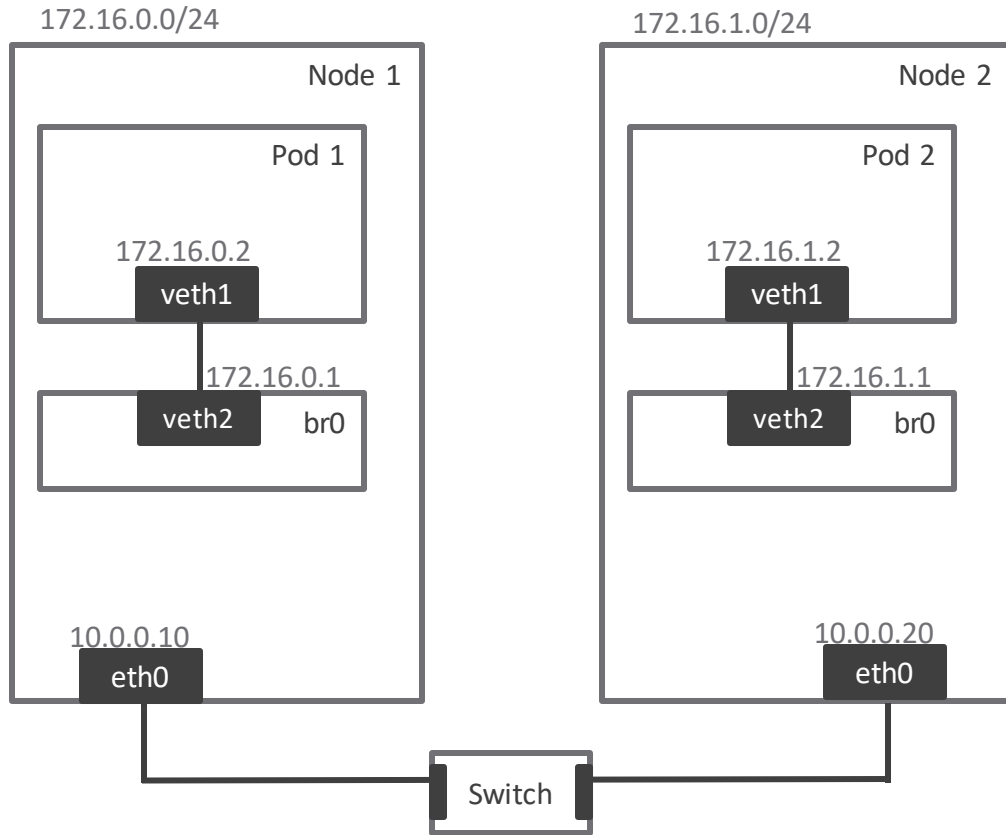 172.16.0.0/24
Node 1
Pod 1
172.16.0.2
veth1
172.16.0.1
veth2
br0
10.0.0.10
eth0
172.16.1.0/24
Node 2
Pod 2
172.16.1.2
veth1
172.16.1.1
veth2
br0
10.0.0.20
eth0
Switch